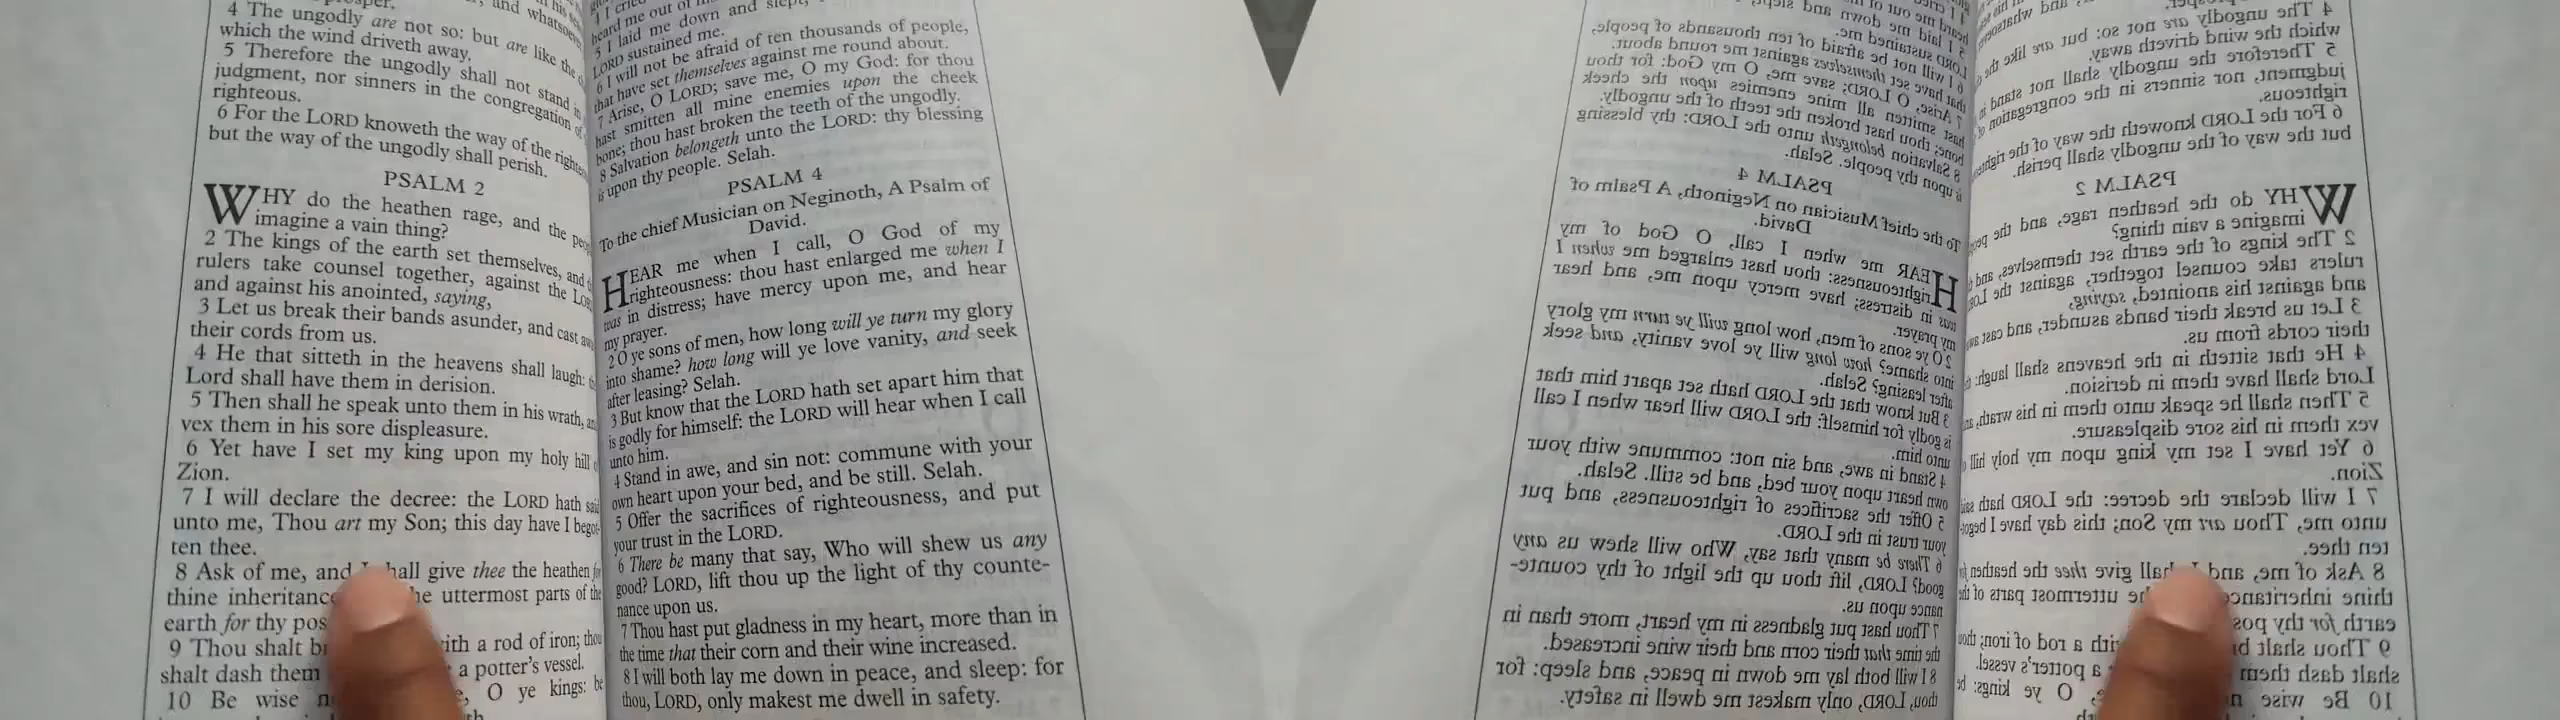 4 The ungodly are not so: but are like the
which the wind driveth away.
5 Therefore the ungodly shall not stand in
judgment, nor sinners in the congregation of
righteous.
6 For the LORD knoweth the way of the
but the way of the ungodly shall perish.
PSALM 2
WHY do the heathen rage, and the
imagine a vain thing?
2 The kings of the earth set themselves, and
rulers take counsel together, against the
and against his anointed, saying,
3 Let us break their bands asunder, and cast
their cords from us.
4 He that sitteth in the heavens shall laugh:
Lord shall have them in derision.
5 Then shall he speak unto them in his wrath,
vex them in his sore displeasure.
6 Yet have I set my king upon my holy hill
Zion.
7 I will declare the decree: the LORD hath
unto me, Thou art my Son; this day have I begot-
ten thee.
8 Ask of me, and give thee the heathen
thine uttermost parts of the
earth for thy
9 Thou shalt with a rod of iron;
shalt dash them a potter's vessel.
10 Be wise O ye kings: be
heard me out of
5 I laid me down and slept,
LORD sustained me.
6 I will not be afraid of ten thousands of people,
that have set themselves against me round about.
7 Arise, O LORD; save me, O my God: for thou
hast smitten all mine enemies upon the cheek
bone; thou hast broken the teeth of the ungodly.
8 Salvation belongeth unto the LORD: thy blessing
is upon thy people. Selah.
PSALM 4
To the chief Musician on Neginoth, A Psalm of
David.
HEAR me when I call, O God of my
righteousness: thou hast enlarged me when I
was in distress; have mercy upon me, and hear
my prayer.
2 O ye sons of men, how long will ye turn my glory
into shame? how long will ye love vanity, and seek
after leasing? Selah.
3 But know that the LORD hath set apart him that
is godly for himself: the LORD will hear when I call
unto him.
4 Stand in awe, and sin not: commune with your
own heart upon your bed, and be still. Selah.
5 Offer the sacrifices of righteousness, and put
your trust in the LORD.
6 There be many that say, Who will shew us any
good? LORD, lift thou up the light of thy counte-
nance upon us.
7 Thou hast put gladness in my heart, more than in
the time that their corn and their wine increased.
8 I will both lay me down in peace, and sleep: for
thou, LORD, only makest me dwell in safety.